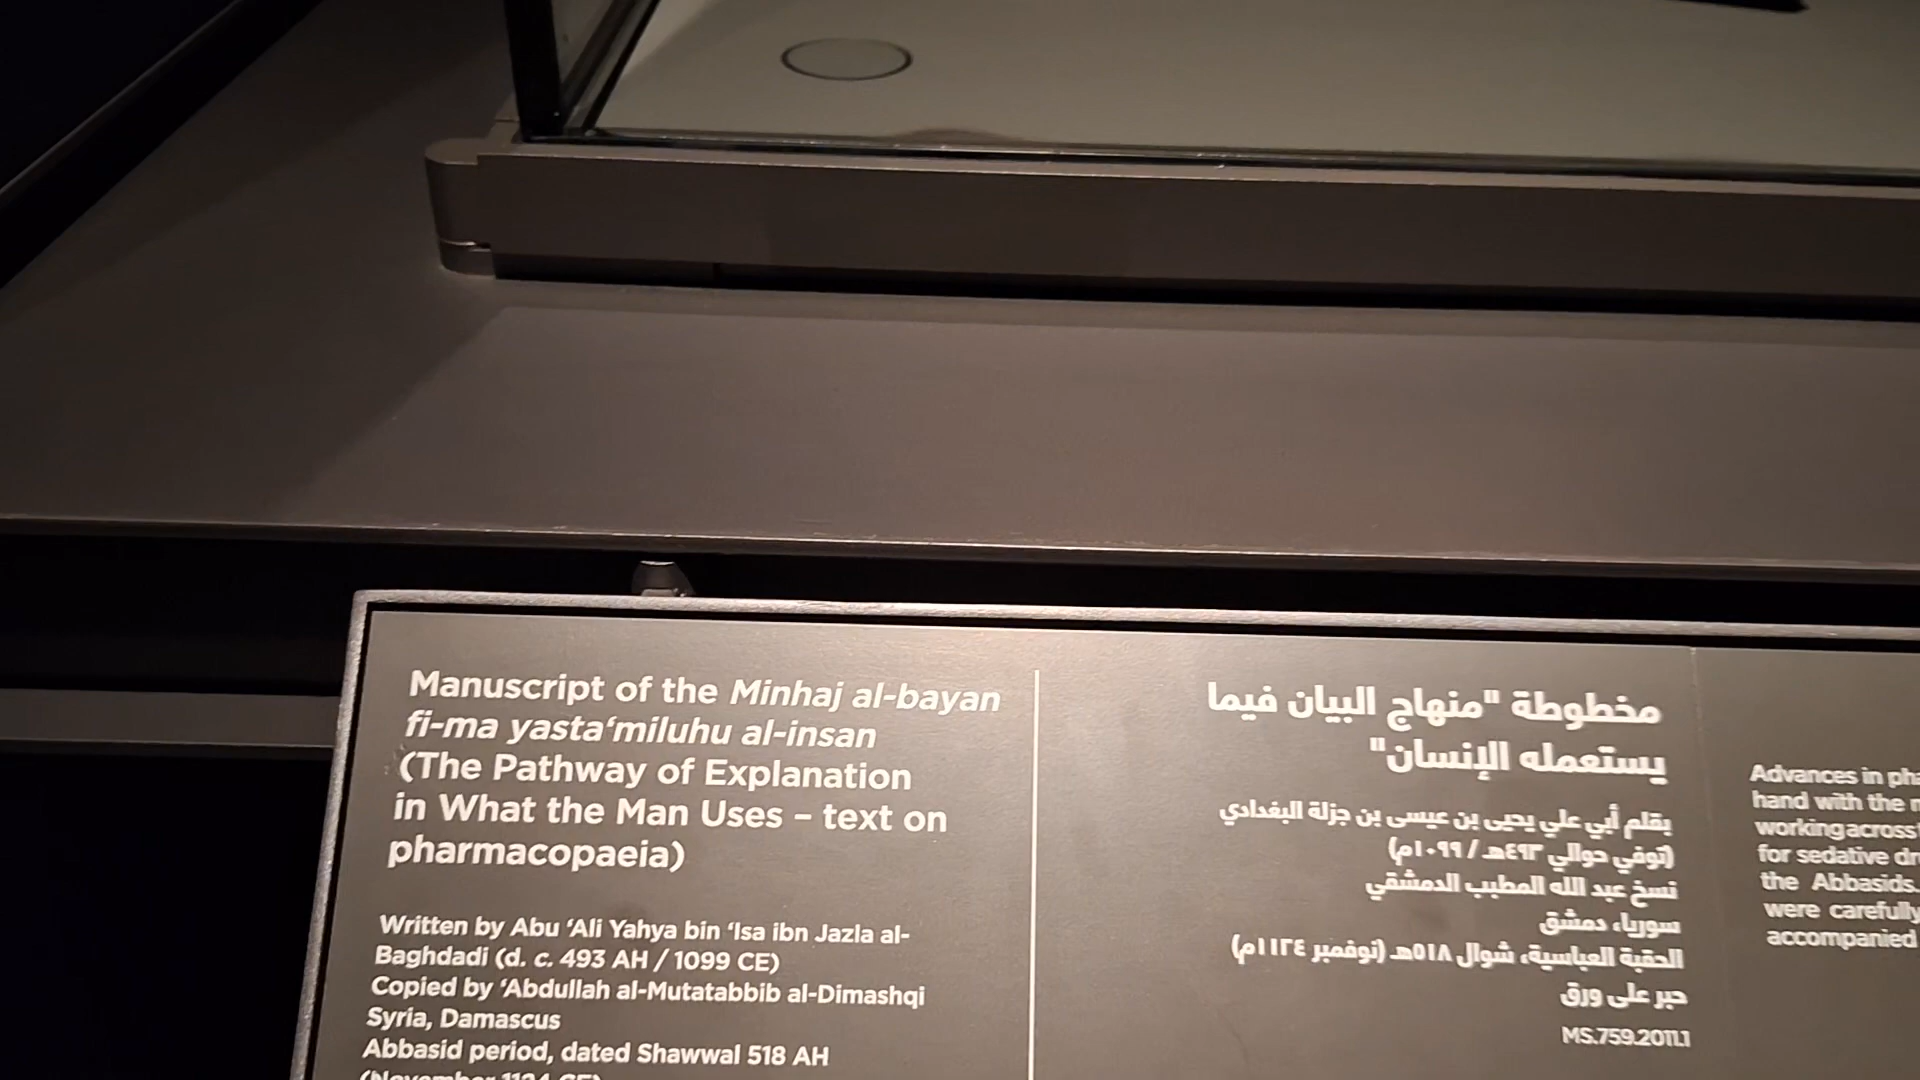 Manuscript of the Minhaj al-bayan
fi-ma yasta‘miluhu al-insan
(The Pathway of Explanation
in What the Man Uses – text on
pharmacopaeia)
Written by Abu ‘Ali Yahya bin ‘Isa ibn Jazla al-
Baghdadi (d. c. 493 AH / 1099 CE)
Copied by ‘Abdullah al-Mutatabbib al-Dimashqi
Syria, Damascus
Abbasid period, dated Shawwal 518 AH
(November 1124 CE)
مخطوطة "منهاج البيان فيما
يستعمله الإنسان"
بقلم أبي علي يحيى بن عيسى بن جزلة البغدادي
(توفي حوالي ٤٩٣هـ / ١٠٩٩م)
نسخ عبد الله المطبب الدمشقي
سوريا، دمشق
الحقبة العباسية، شوال ٥١٨هـ (نوفمبر ١١٢٤م)
حبر على ورق
MS.759.2011.1
Advances in
hand with the
working across
for sedative
the Abbasids.
were carefully
accompanied